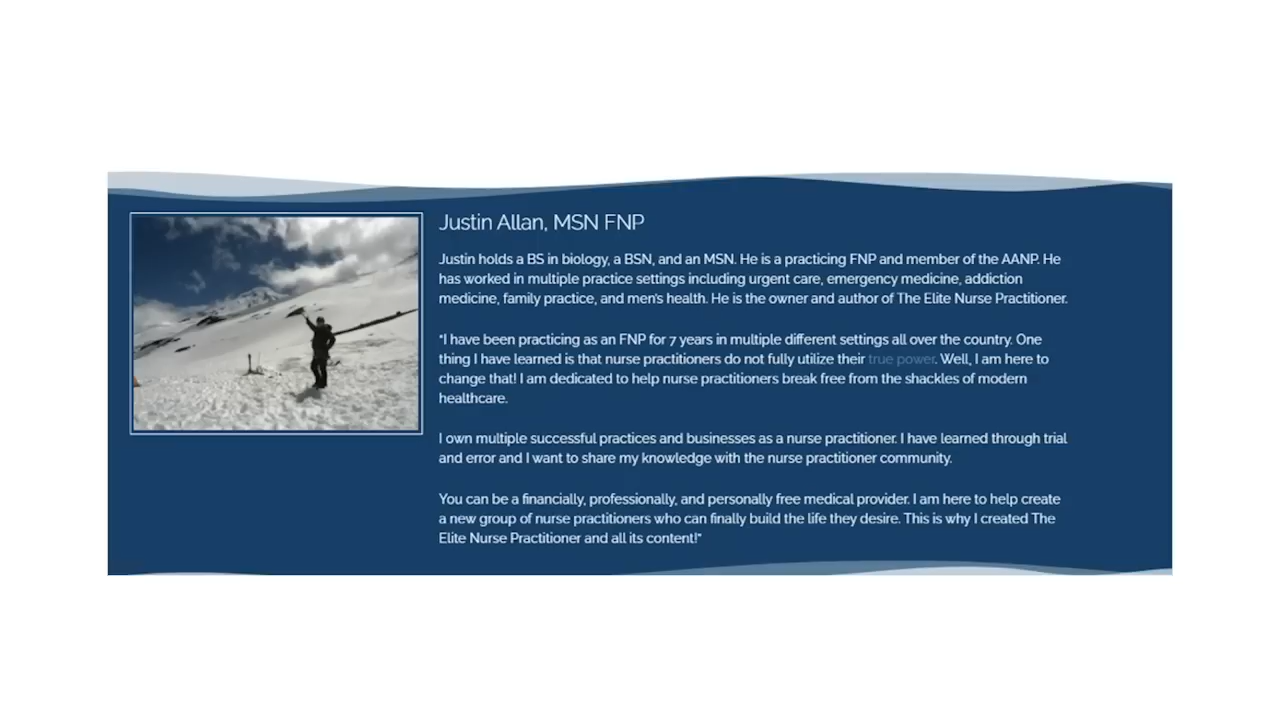 Justin Allan, MSN FNP
Justin holds a BS in biology, a BSN, and an MSN. He is a practicing FNP and member of the AANP. He
has worked in multiple practice settings including urgent care, emergency medicine, addiction
medicine, family practice, and men's health. He is the owner and author of The Elite Nurse Practitioner.
"I have been practicing as an FNP for 7 years in multiple different settings all over the country. One
thing I have learned is that nurse practitioners do not fully utilize their true power. Well, I am here to
change that! I am dedicated to help nurse practitioners break free from the shackles of modern
healthcare.
I own multiple successful practices and businesses as a nurse practitioner. I have learned through trial
and error and I want to share my knowledge with the nurse practitioner community.
You can be a financially, professionally, and personally free medical provider. I am here to help create
a new group of nurse practitioners who can finally build the life they desire. This is why I created The
Elite Nurse Practitioner and all its content!"